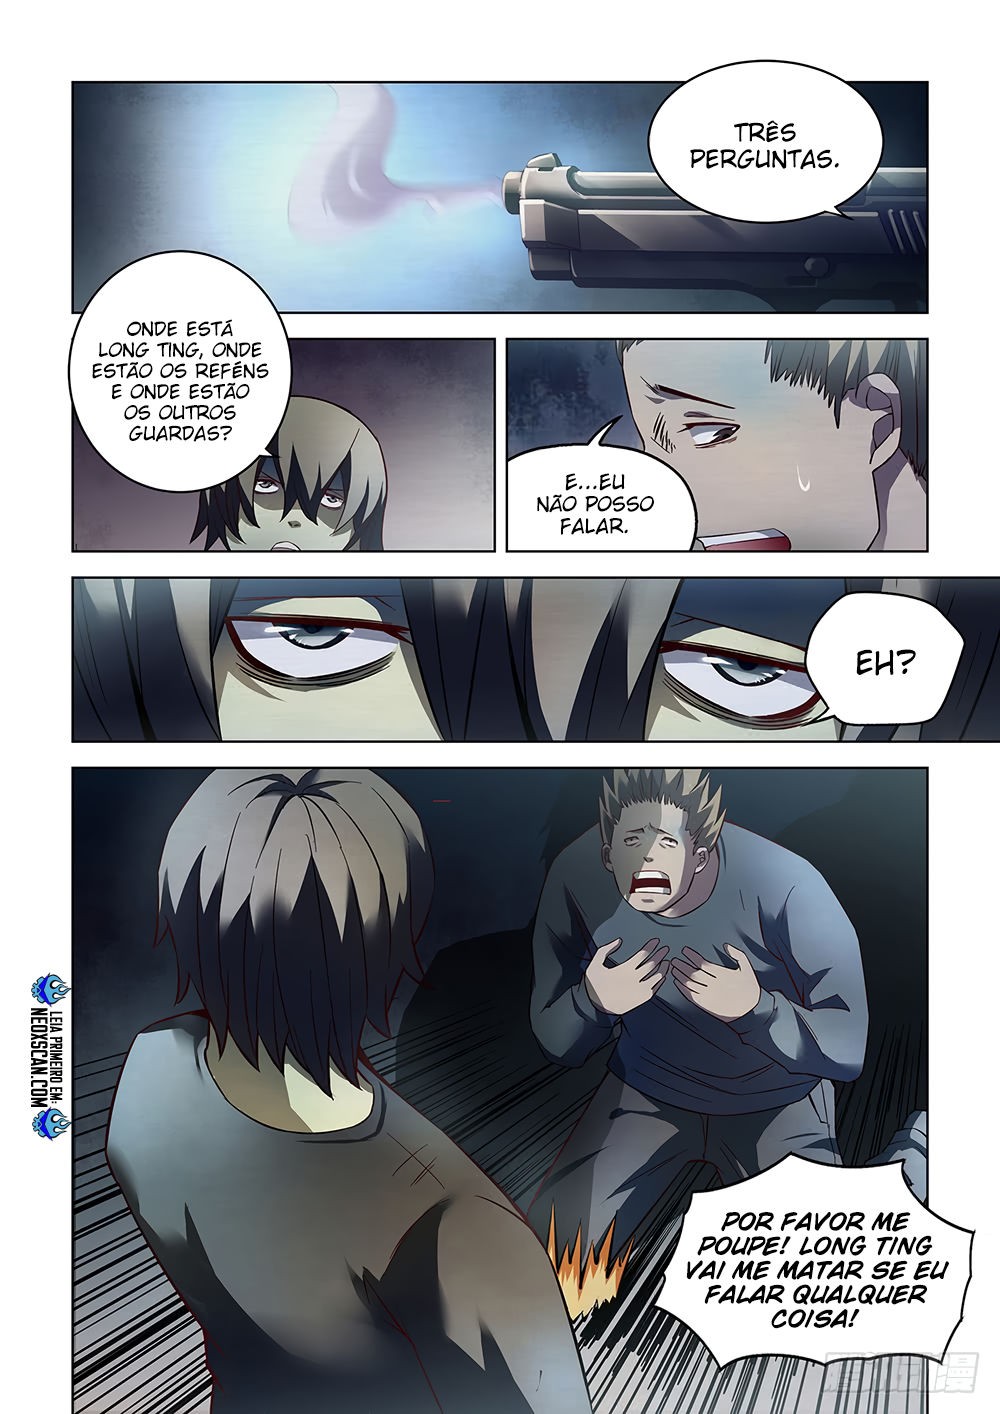 TRÊS
PERGUNTAS.
ONDE ESTÁ
LONG TING, ONDE
ESTÃO OS REFÉNS
E ONDE ESTÃO
OS OUTROS
GUARDAS?
E...EU
NÃO POSSO
FALAR.
EH?
LEIA PRIMEIRO EM:
NEOXSCAN.COM
POR FAVOR ME
POUPE! LONG TING
VAI ME MATAR SE EU
FALAR QUALQUER
COISA!